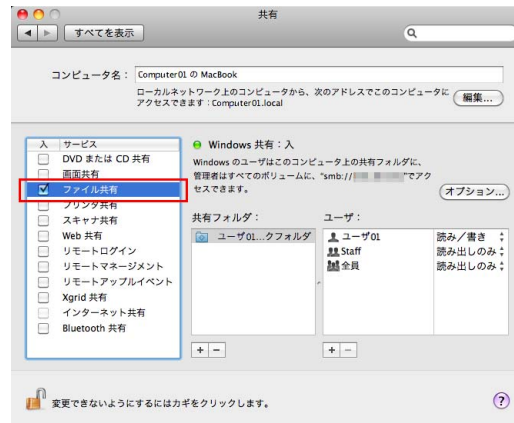 共有
すべてを表示
コンピュータ名：
Computer01 の MacBook
ローカルネットワーク上のコンピュータから、次のアドレスでこのコンピュータに
アクセスできます：Computer01.local
編集...
入 サービス
DVD または CD 共有
画面共有
ファイル共有
プリンタ共有
スキャナ共有
Web 共有
リモートログイン
リモートマネージメント
リモートアップルイベント
Xgrid 共有
インターネット共有
Bluetooth 共有
Windows 共有：入
Windows のユーザはこのコンピュータ上の共有フォルダに、
管理者はすべてのボリュームに、"smb:// "でアク
セスできます。
オプション...
共有フォルダ：
ユーザ01...クフォルダ
ユーザ：
ユーザ01 読み／書き
Staff 読み出しのみ
全員 読み出しのみ
+ −
+ −
変更できないようにするにはカギをクリックします。
?